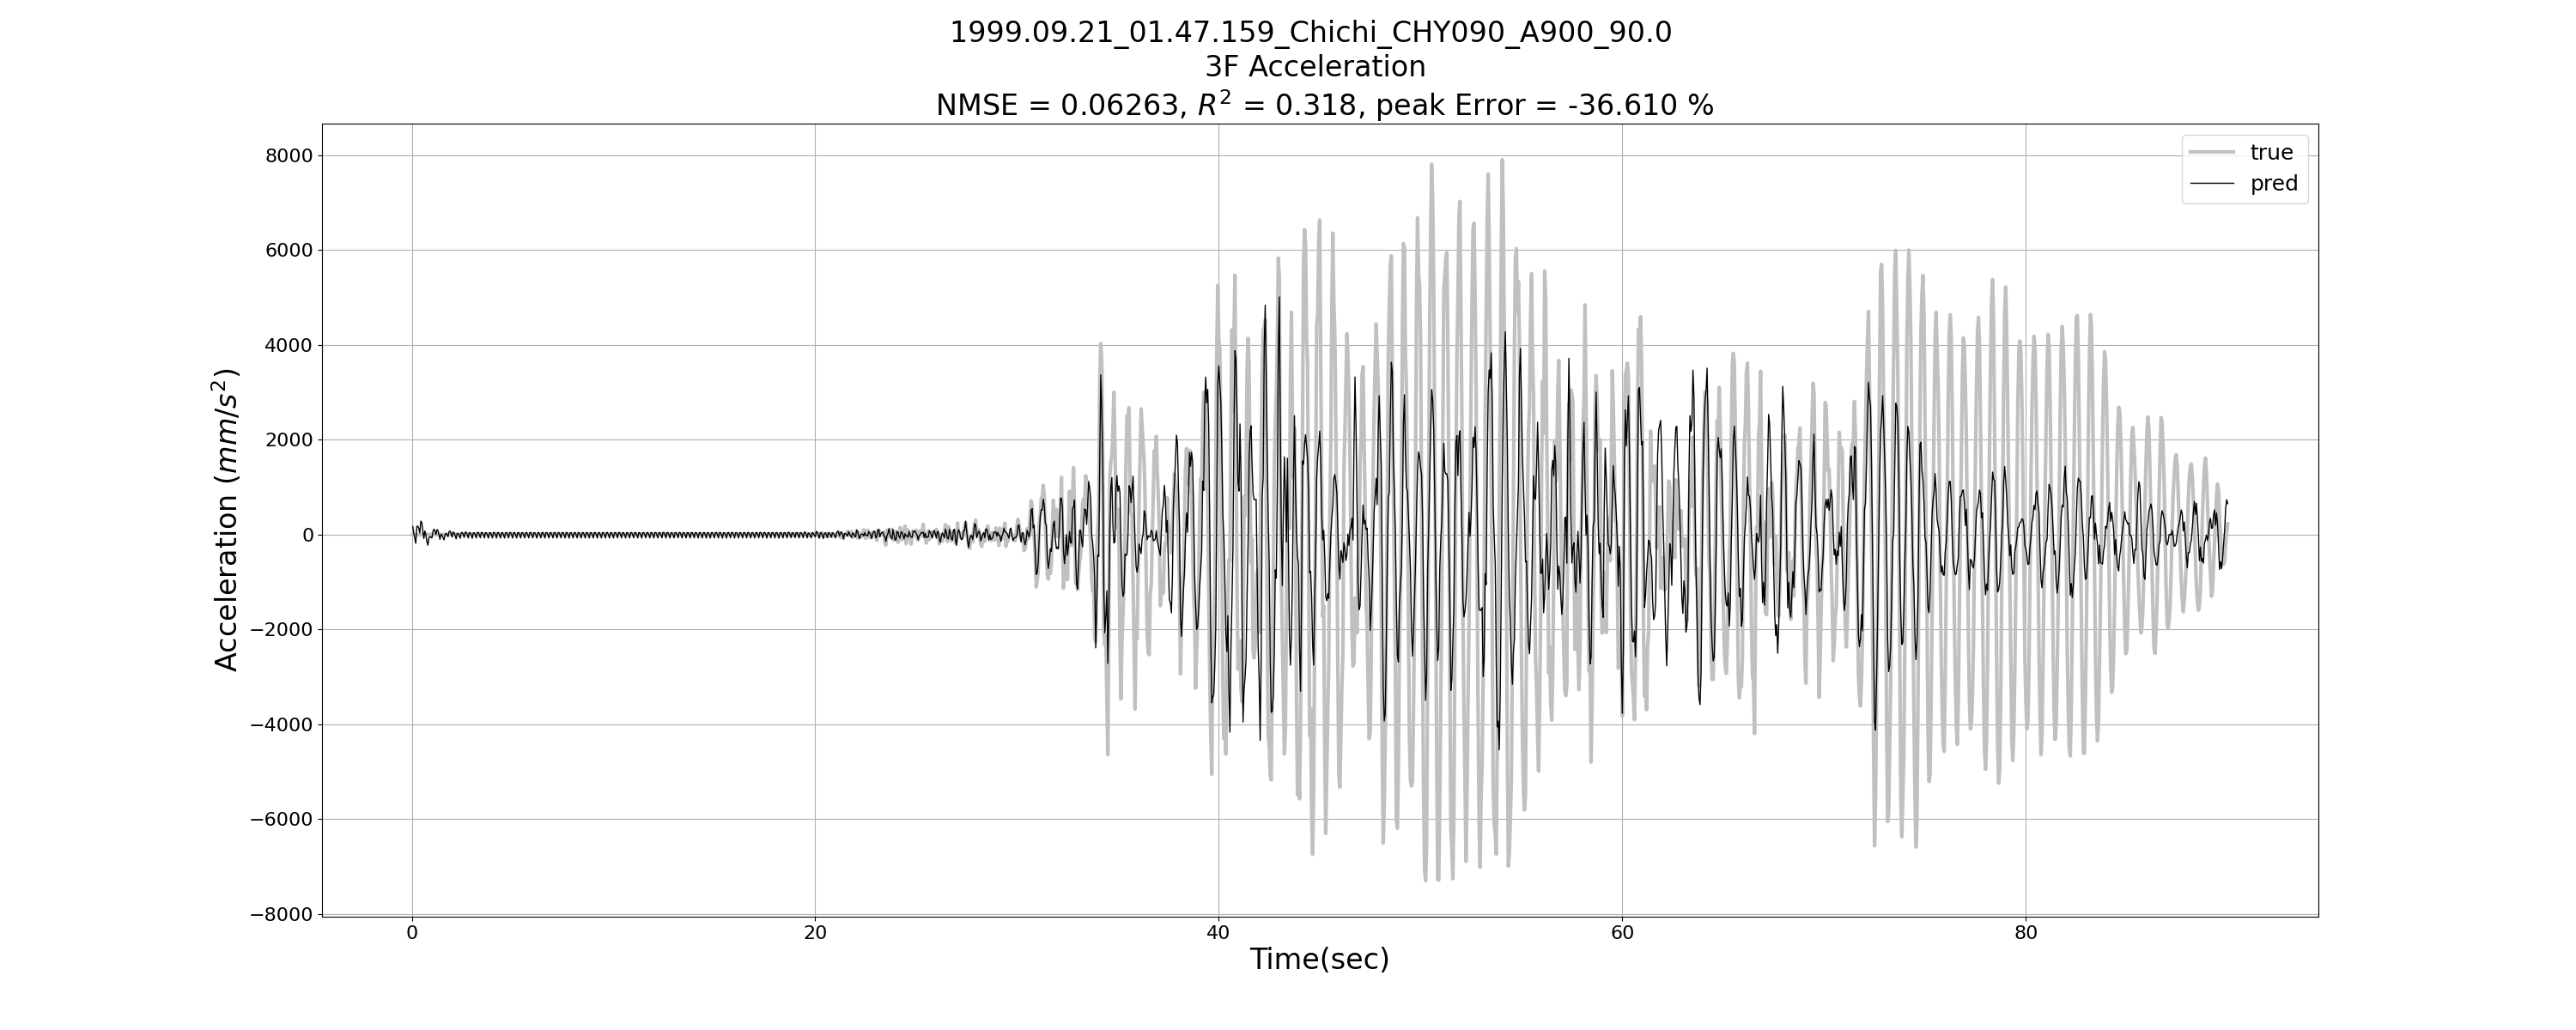 1999.09.21_01.47.159_Chichi_CHY090_A900_90.0
3F Acceleration
NMSE = 0.06263, R² = 0.318, peak Error = -36.610 %
true
pred
8000
6000
4000
2000
0
−2000
−4000
−6000
−8000
Acceleration (mm/s²)
0 20 40 60 80
Time(sec)